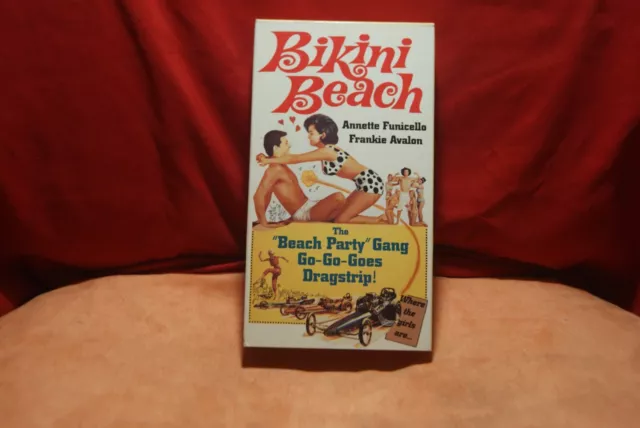 Bikini
Beach
Annette Funicello
Frankie Avalon
The
"Beach Party" Gang
Go-Go-Goes
Dragstrip!
Where
the
girls
are...